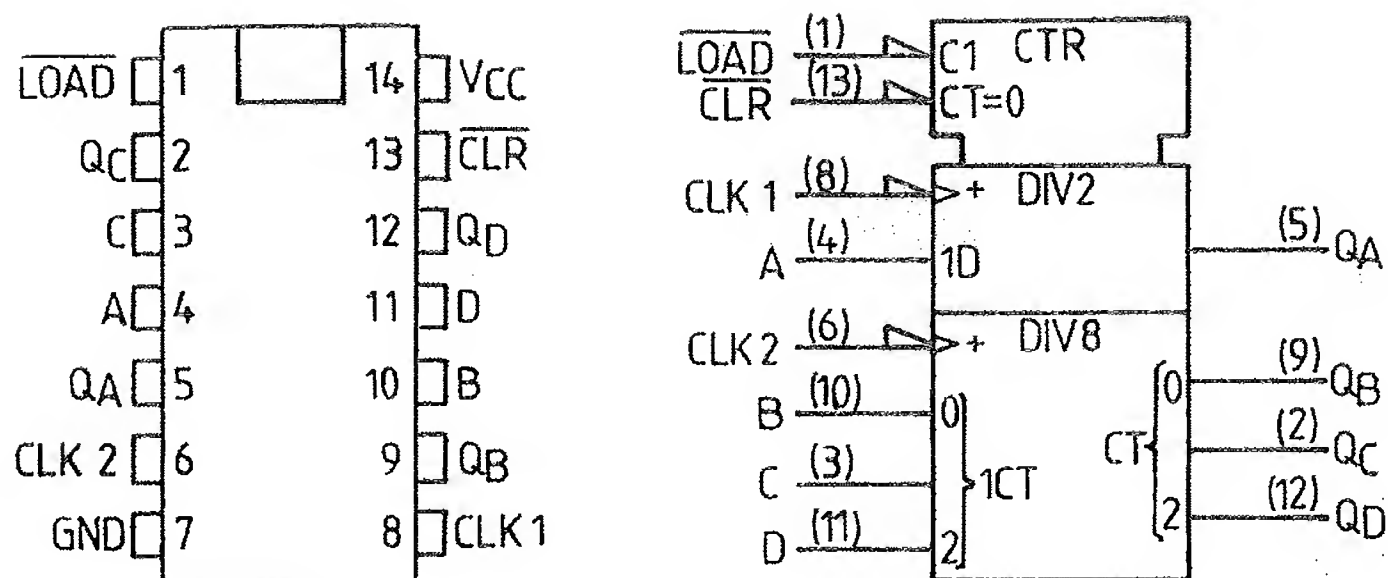 LOAD 1 14 VCC
QC 2 13 CLR
C 3 12 QD
A 4 11 D
QA 5 10 B
CLK 2 6 9 QB
GND 7 8 CLK 1
LOAD (1) C1 CTR
CLR (13) CT=0
CLK 1 (8) + DIV2
A (4) 1D (5) QA
CLK 2 (6) + DIV8
B (10) 0 0 (9) QB
C (3) 1CT CT (2) QC
D (11) 2 2 (12) QD